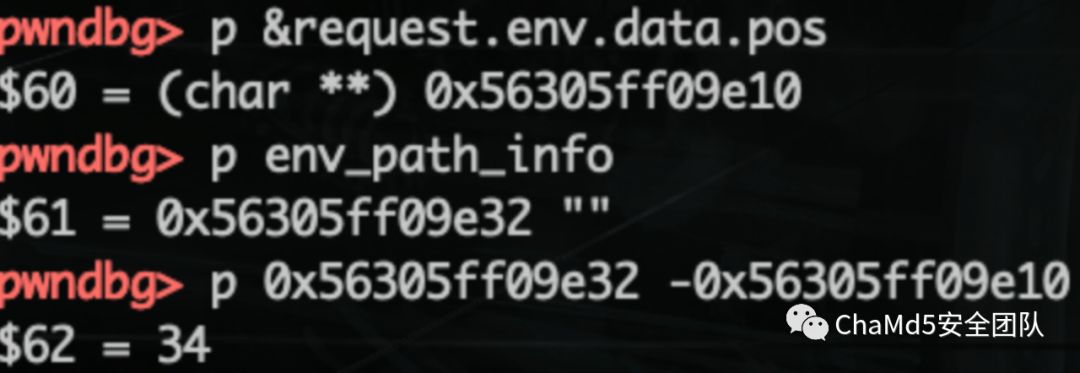 pwndbg> p &request.env.data.pos
$60 = (char **) 0x56305ff09e10
pwndbg> p env_path_info
$61 = 0x56305ff09e32 ""
pwndbg> p 0x56305ff09e32 -0x56305ff09e10
$62 = 34
ChaMd5安全团队